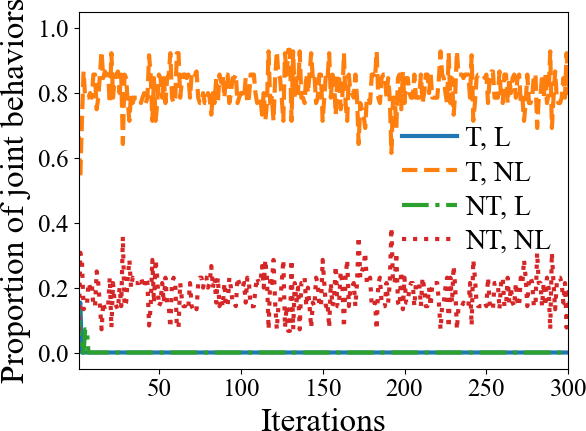 Proportion of joint behaviors
1.0
0.8
0.6
0.4
0.2
0.0
T, L
T, NL
NT, L
NT, NL
50
100
150
200
250
300
Iterations